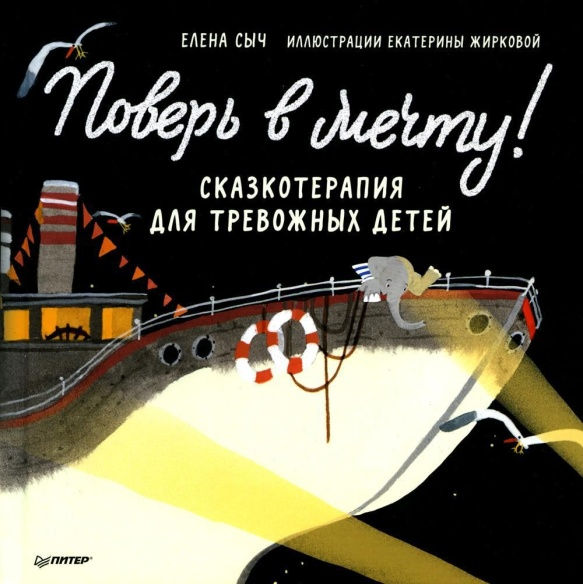 ЕЛЕНА СЫЧ ИЛЛЮСТРАЦИИ ЕКАТЕРИНЫ ЖИРКОВОЙ
Поверь в мечту!
СКАЗКОТЕРАПИЯ
ДЛЯ ТРЕВОЖНЫХ ДЕТЕЙ
ПИТЕР®